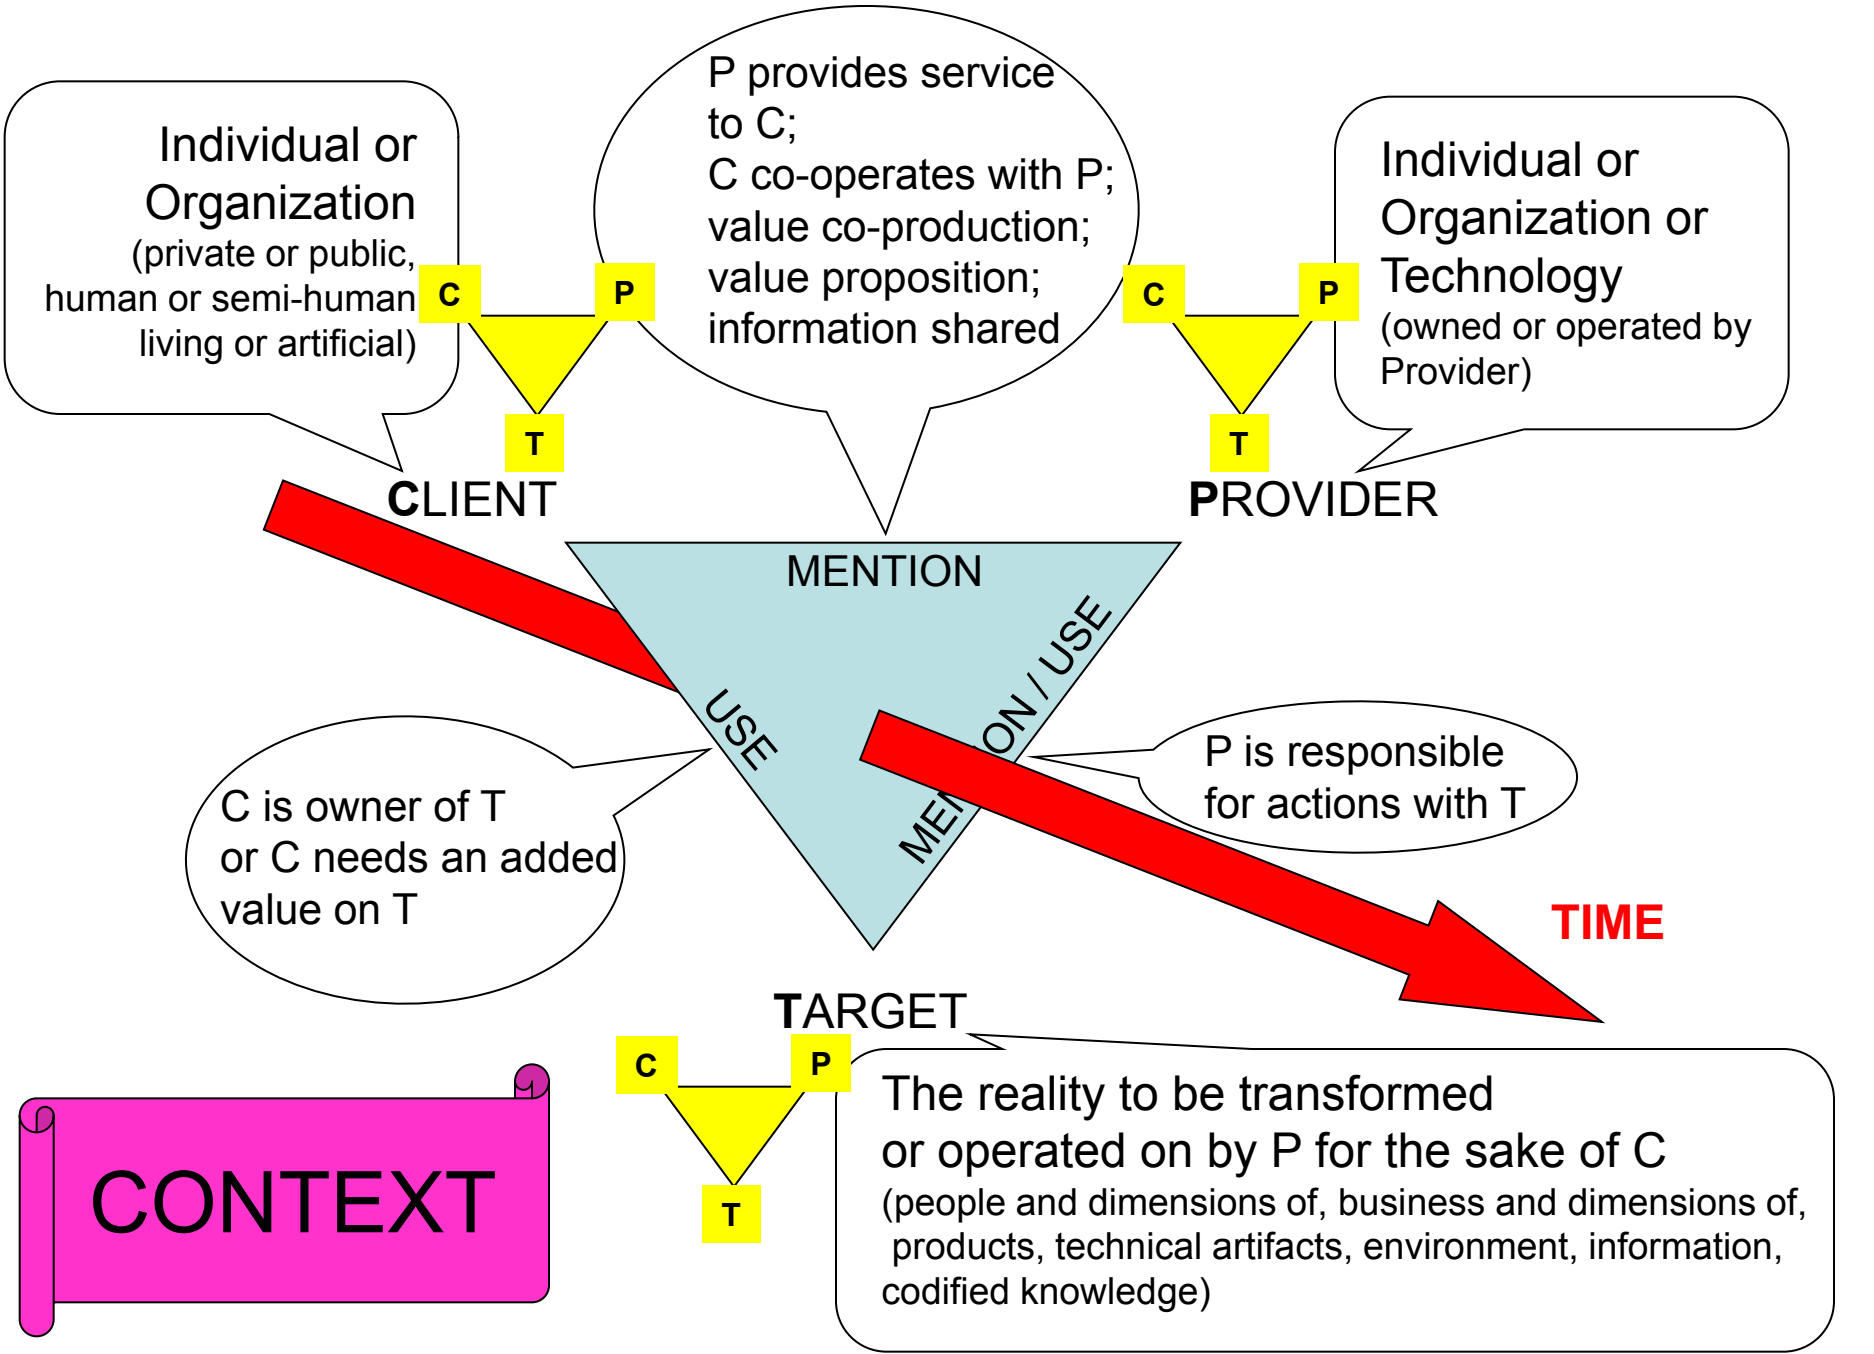 P provides service
to C;
C co-operates with P;
value co-production;
value proposition;
information shared
Individual or
Organization
(private or public,
human or semi-human
living or artificial)
Individual or
Organization or
Technology
(owned or operated by
Provider)
C
P
T
C
P
T
CLIENT
PROVIDER
MENTION
USE
MENTION / USE
C is owner of T
or C needs an added
value on T
P is responsible
for actions with T
TIME
TARGET
C
P
T
The reality to be transformed
or operated on by P for the sake of C
(people and dimensions of, business and dimensions of,
products, technical artifacts, environment, information,
codified knowledge)
CONTEXT